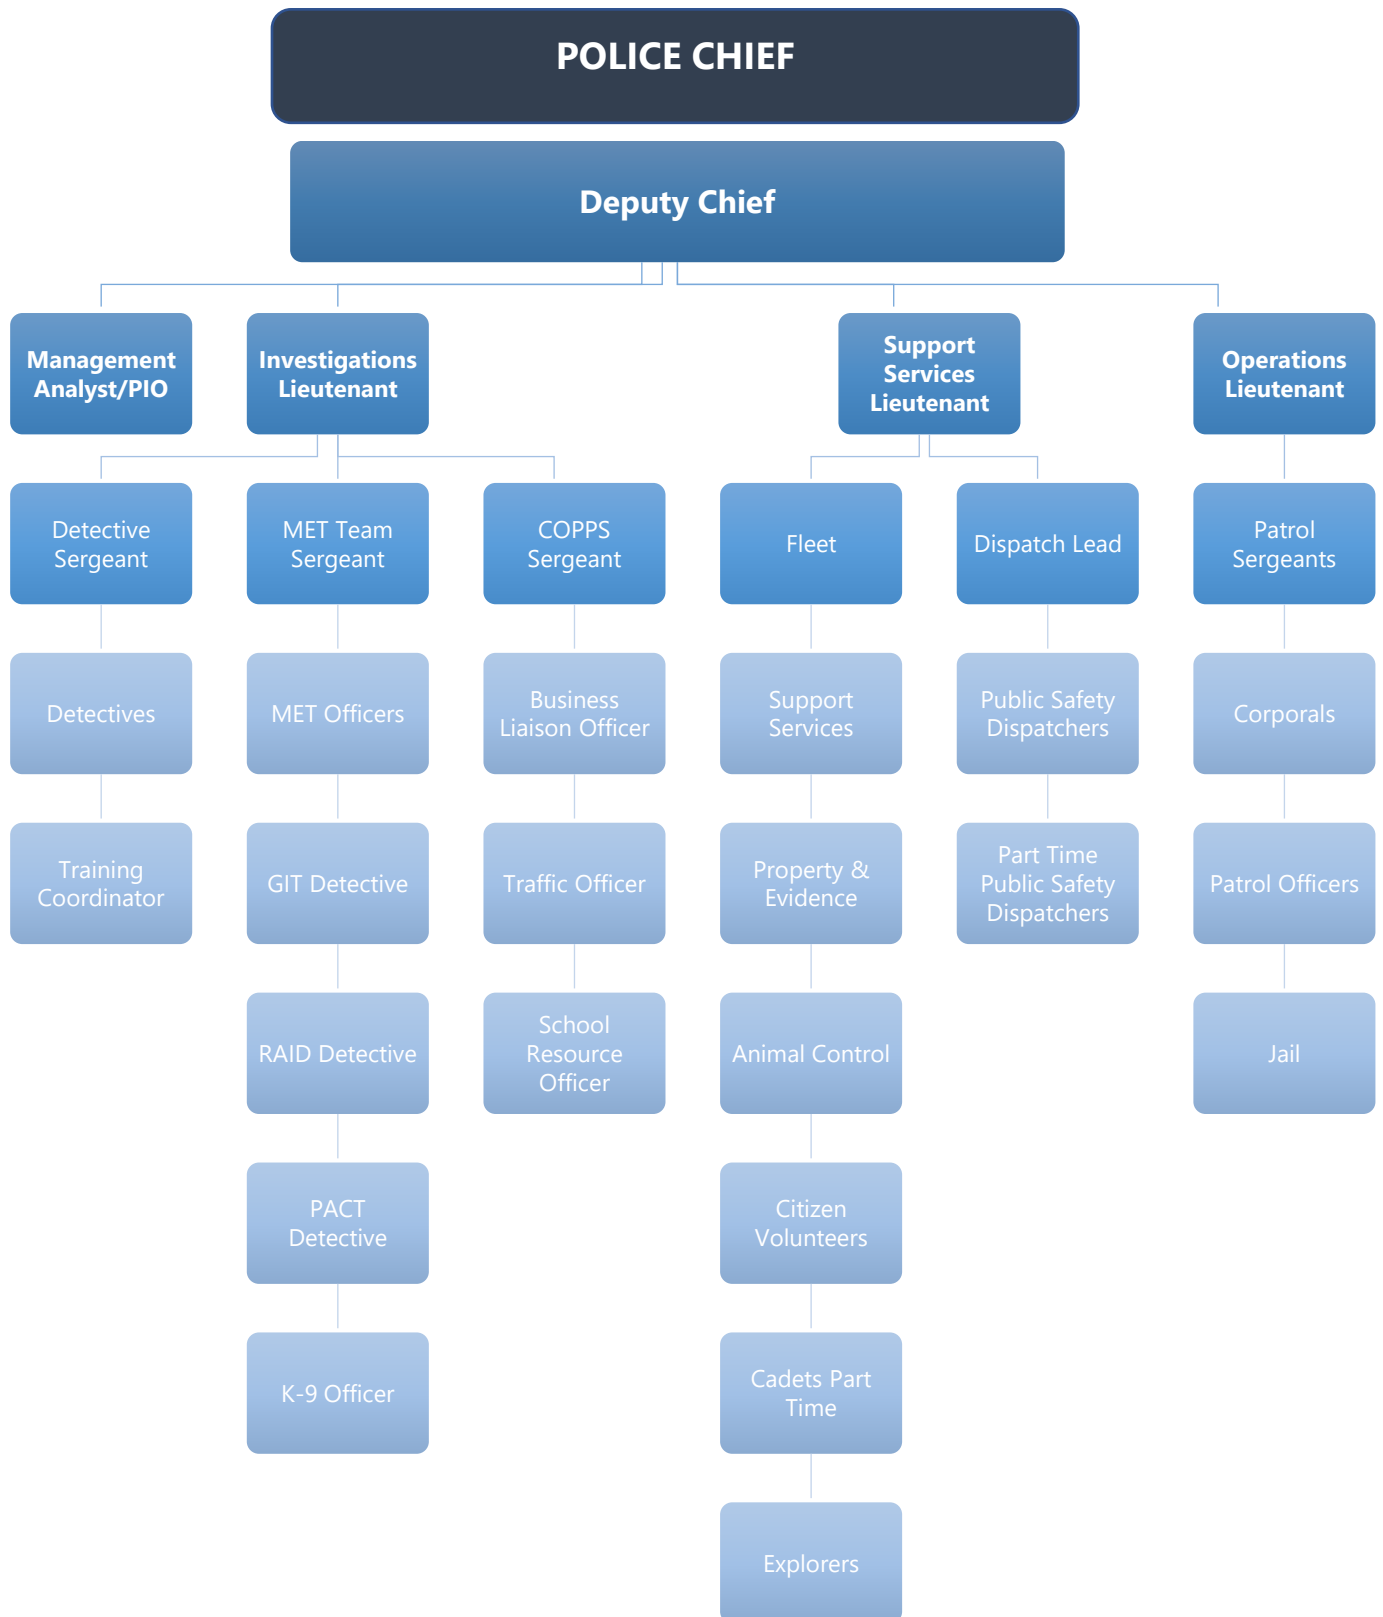 POLICE CHIEF
Deputy Chief
Management
Analyst/PIO
Investigations
Lieutenant
Support
Services
Lieutenant
Operations
Lieutenant
Detective
Sergeant
MET Team
Sergeant
COPPS
Sergeant
Fleet
Dispatch Lead
Patrol
Sergeants
Detectives
MET Officers
Business
Liaison Officer
Support
Services
Public Safety
Dispatchers
Corporals
Training
Coordinator
GIT Detective
Traffic Officer
Property &
Evidence
Part Time
Public Safety
Dispatchers
Patrol Officers
RAID Detective
School
Resource
Officer
Animal Control
Jail
PACT
Detective
Citizen
Volunteers
K-9 Officer
Cadets Part
Time
Explorers